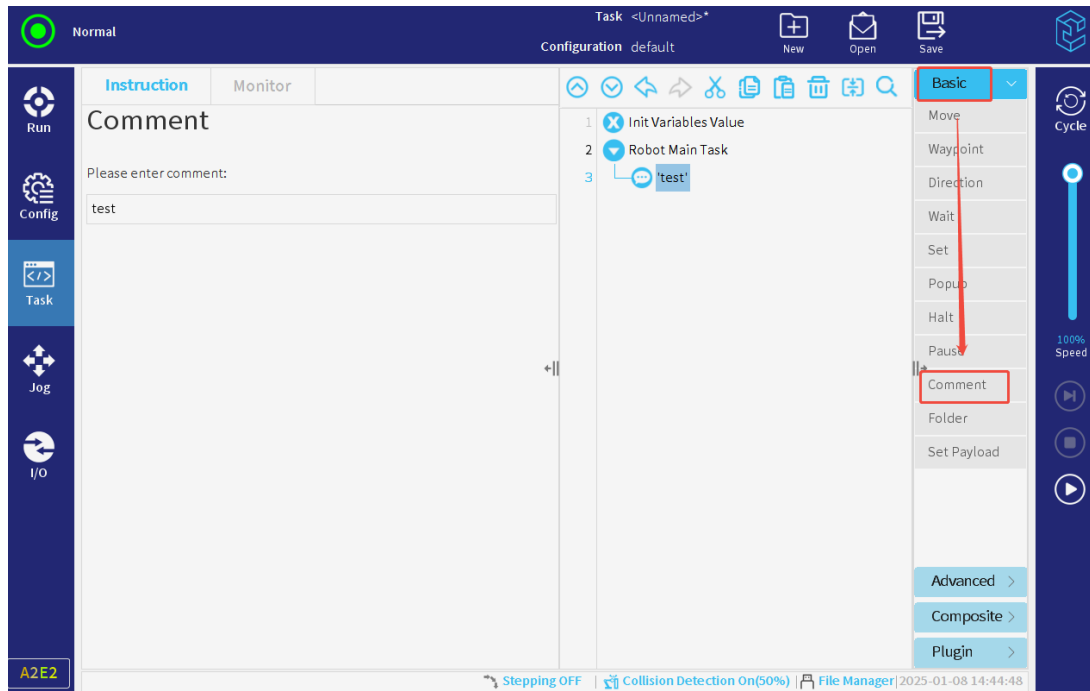 Normal
Task <Unnamed>*
Configuration default
New
Open
Save
Run
Config
Task
Jog
I/O
A2E2
Instruction
Monitor
Comment
Please enter comment:
test
1 Init Variables Value
2 Robot Main Task
3 'test'
Basic
Move
Waypoint
Direction
Wait
Set
Popup
Halt
Pause
Comment
Folder
Set Payload
Advanced
Composite
Plugin
Cycle
100%
Speed
Stepping OFF | Collision Detection On(50%) | File Manager | 2025-01-08 14:44:48